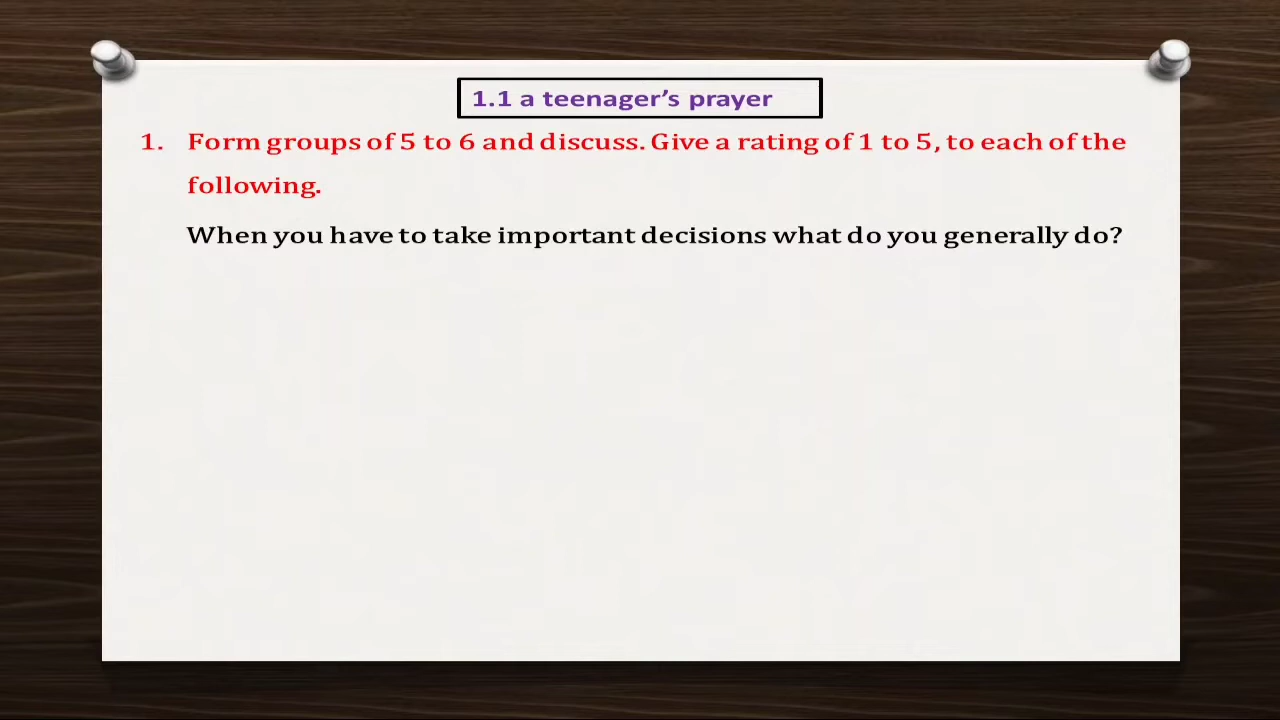 1.1 a teenager's prayer
1. Form groups of 5 to 6 and discuss. Give a rating of 1 to 5, to each of the
following.
When you have to take important decisions what do you generally do?